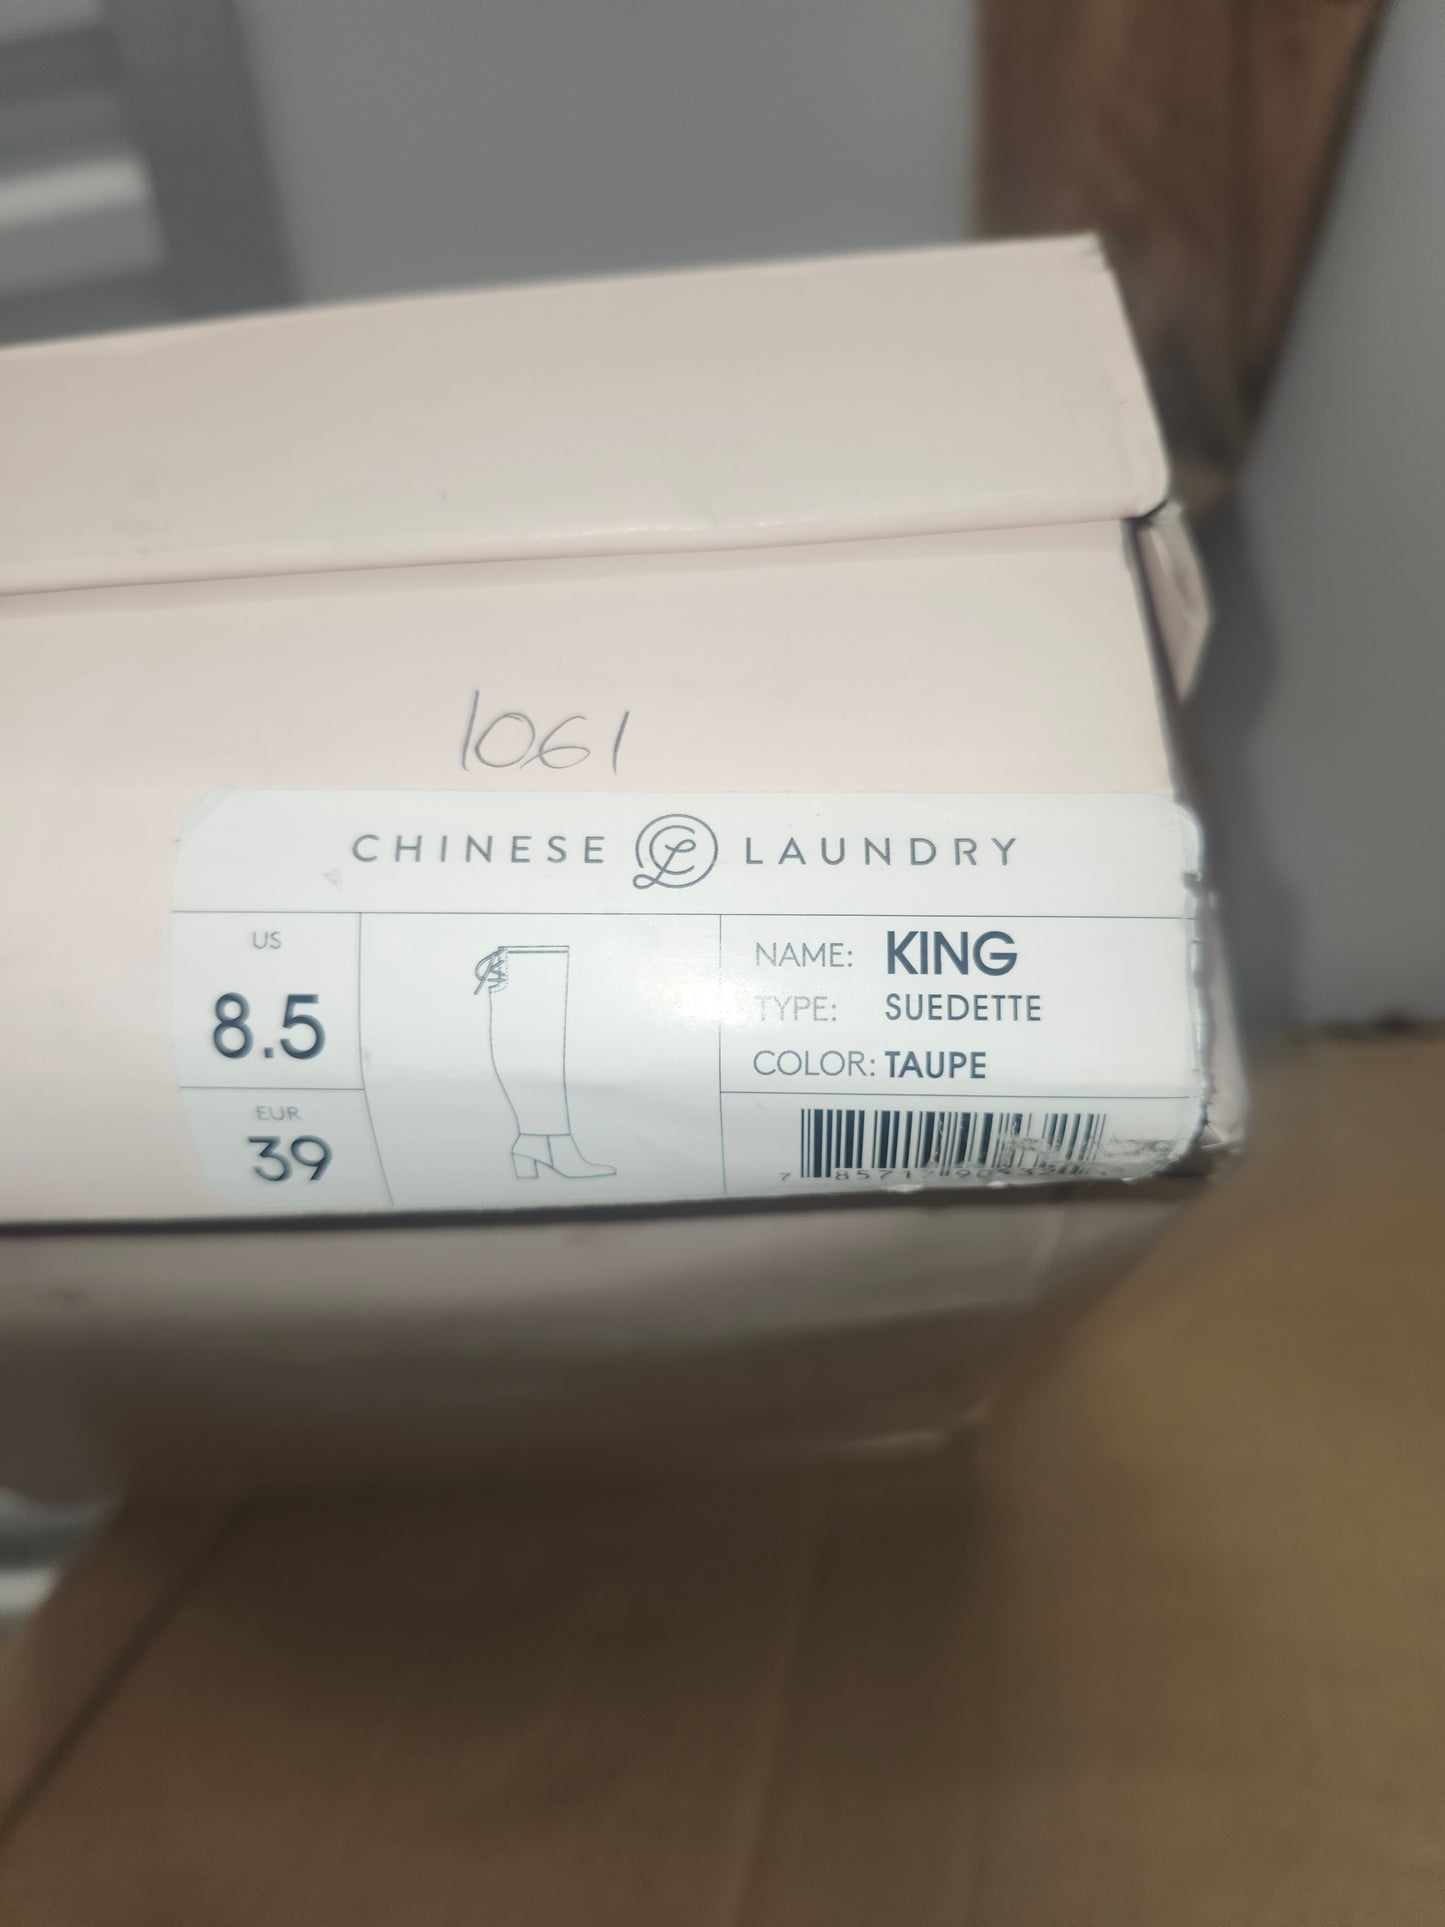 1061
CHINESE LAUNDRY
US
8.5
EUR
39
NAME: KING
TYPE: SUEDETTE
COLOR: TAUPE